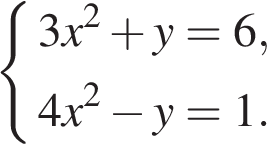 3x² + y = 6,
4x² − y = 1.